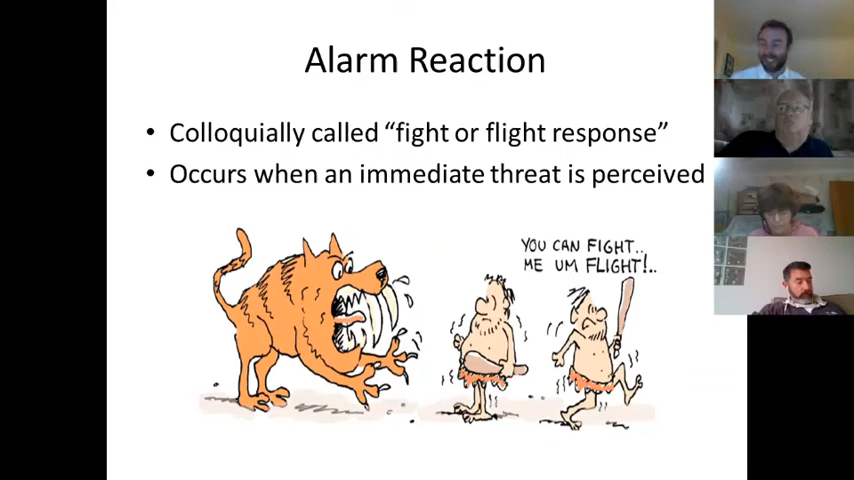 Alarm Reaction
• Colloquially called “fight or flight response”
• Occurs when an immediate threat is perceived
YOU CAN FIGHT..
ME UM FLIGHT!..